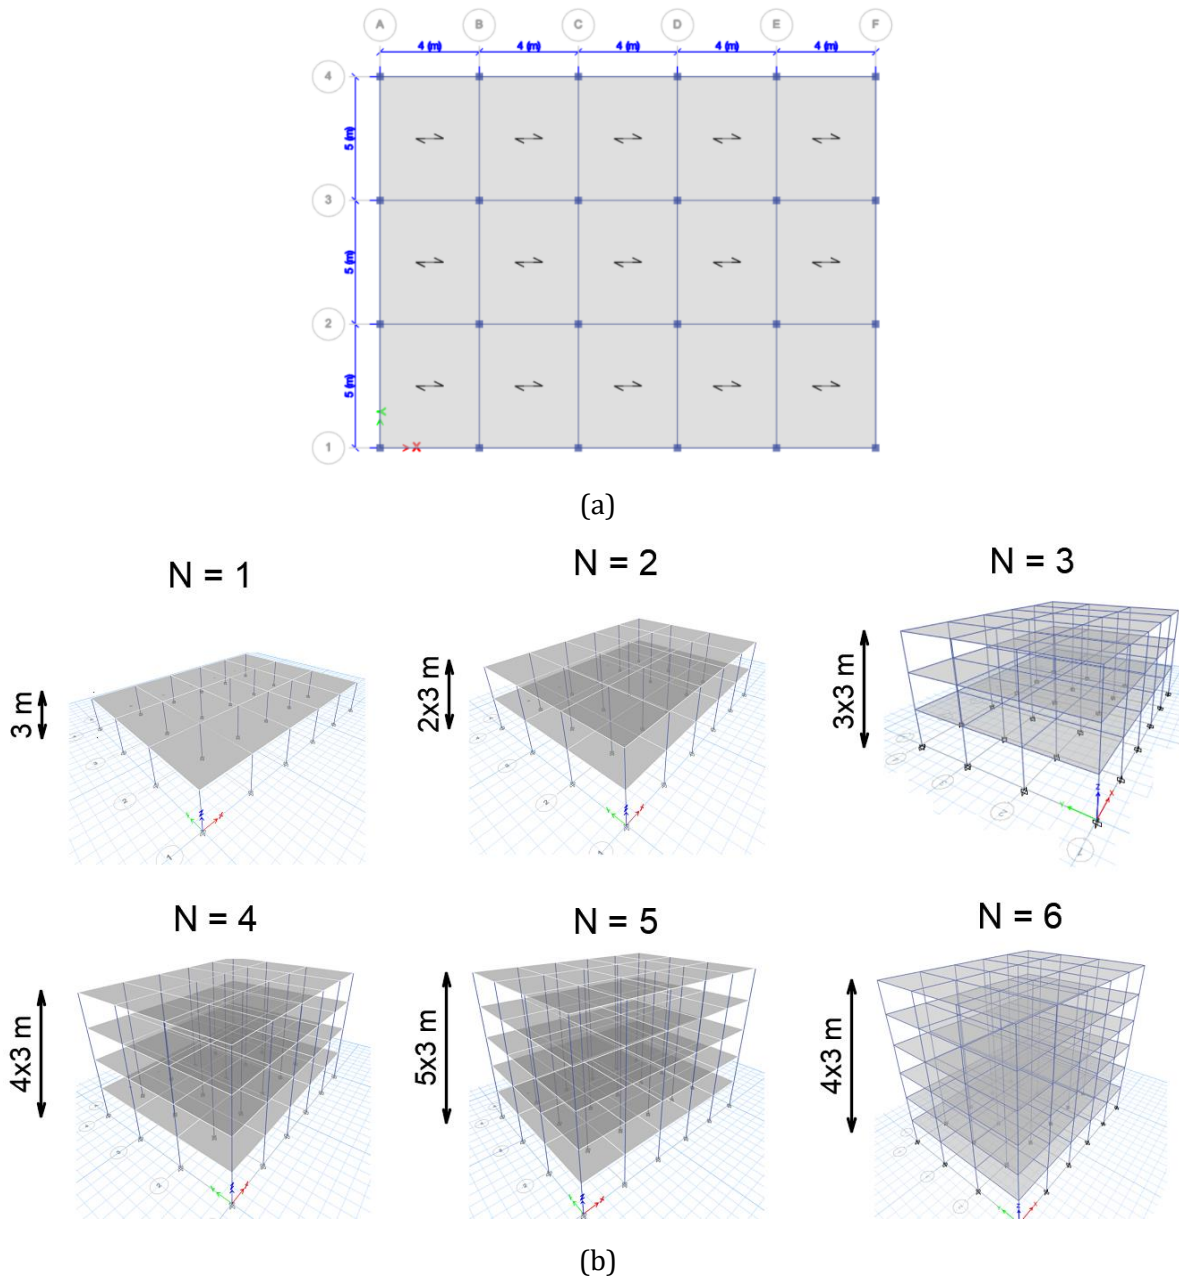 A B C D E F
4 (m) 4 (m) 4 (m) 4 (m) 4 (m)
4
5 (m)
3
5 (m)
2
5 (m)
Y
1 X
(a)
N = 1 N = 2 N = 3
3 m 2x3 m 3x3 m
N = 4 N = 5 N = 6
4x3 m 5x3 m 4x3 m
(b)